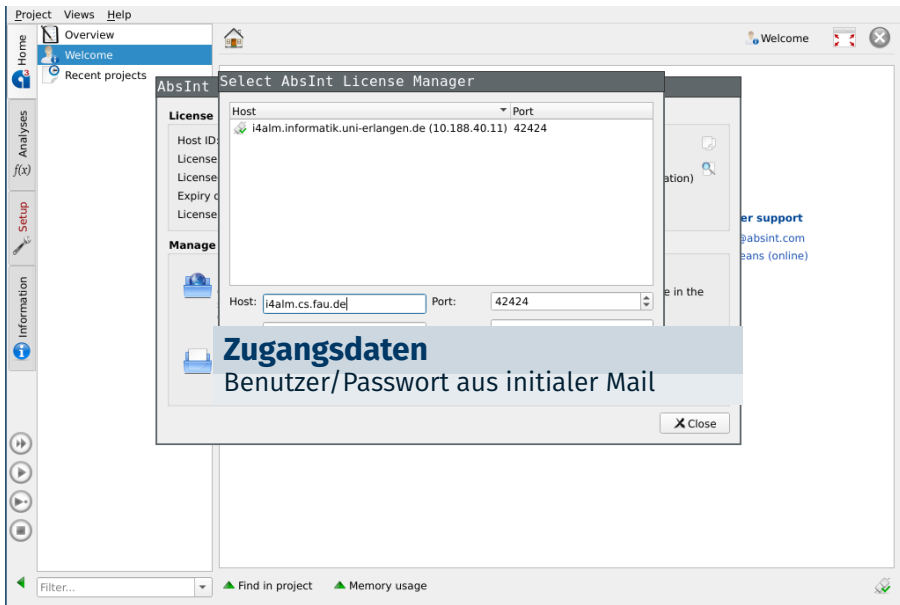 Project Views Help
Home
Analyses
f(x)
Setup
Information
Overview
Welcome
Recent projects
Welcome
AbsInt
Select AbsInt License Manager
License
Host ID:
License
License
ation)
Expiry
License
Manage
Host Port
i4alm.informatik.uni-erlangen.de (10.188.40.11) 42424
er support
@absint.com
eans (online)
e in the
Host: i4alm.cs.fau.de Port: 42424
Zugangsdaten
Benutzer/Passwort aus initialer Mail
Close
Filter...
Find in project Memory usage